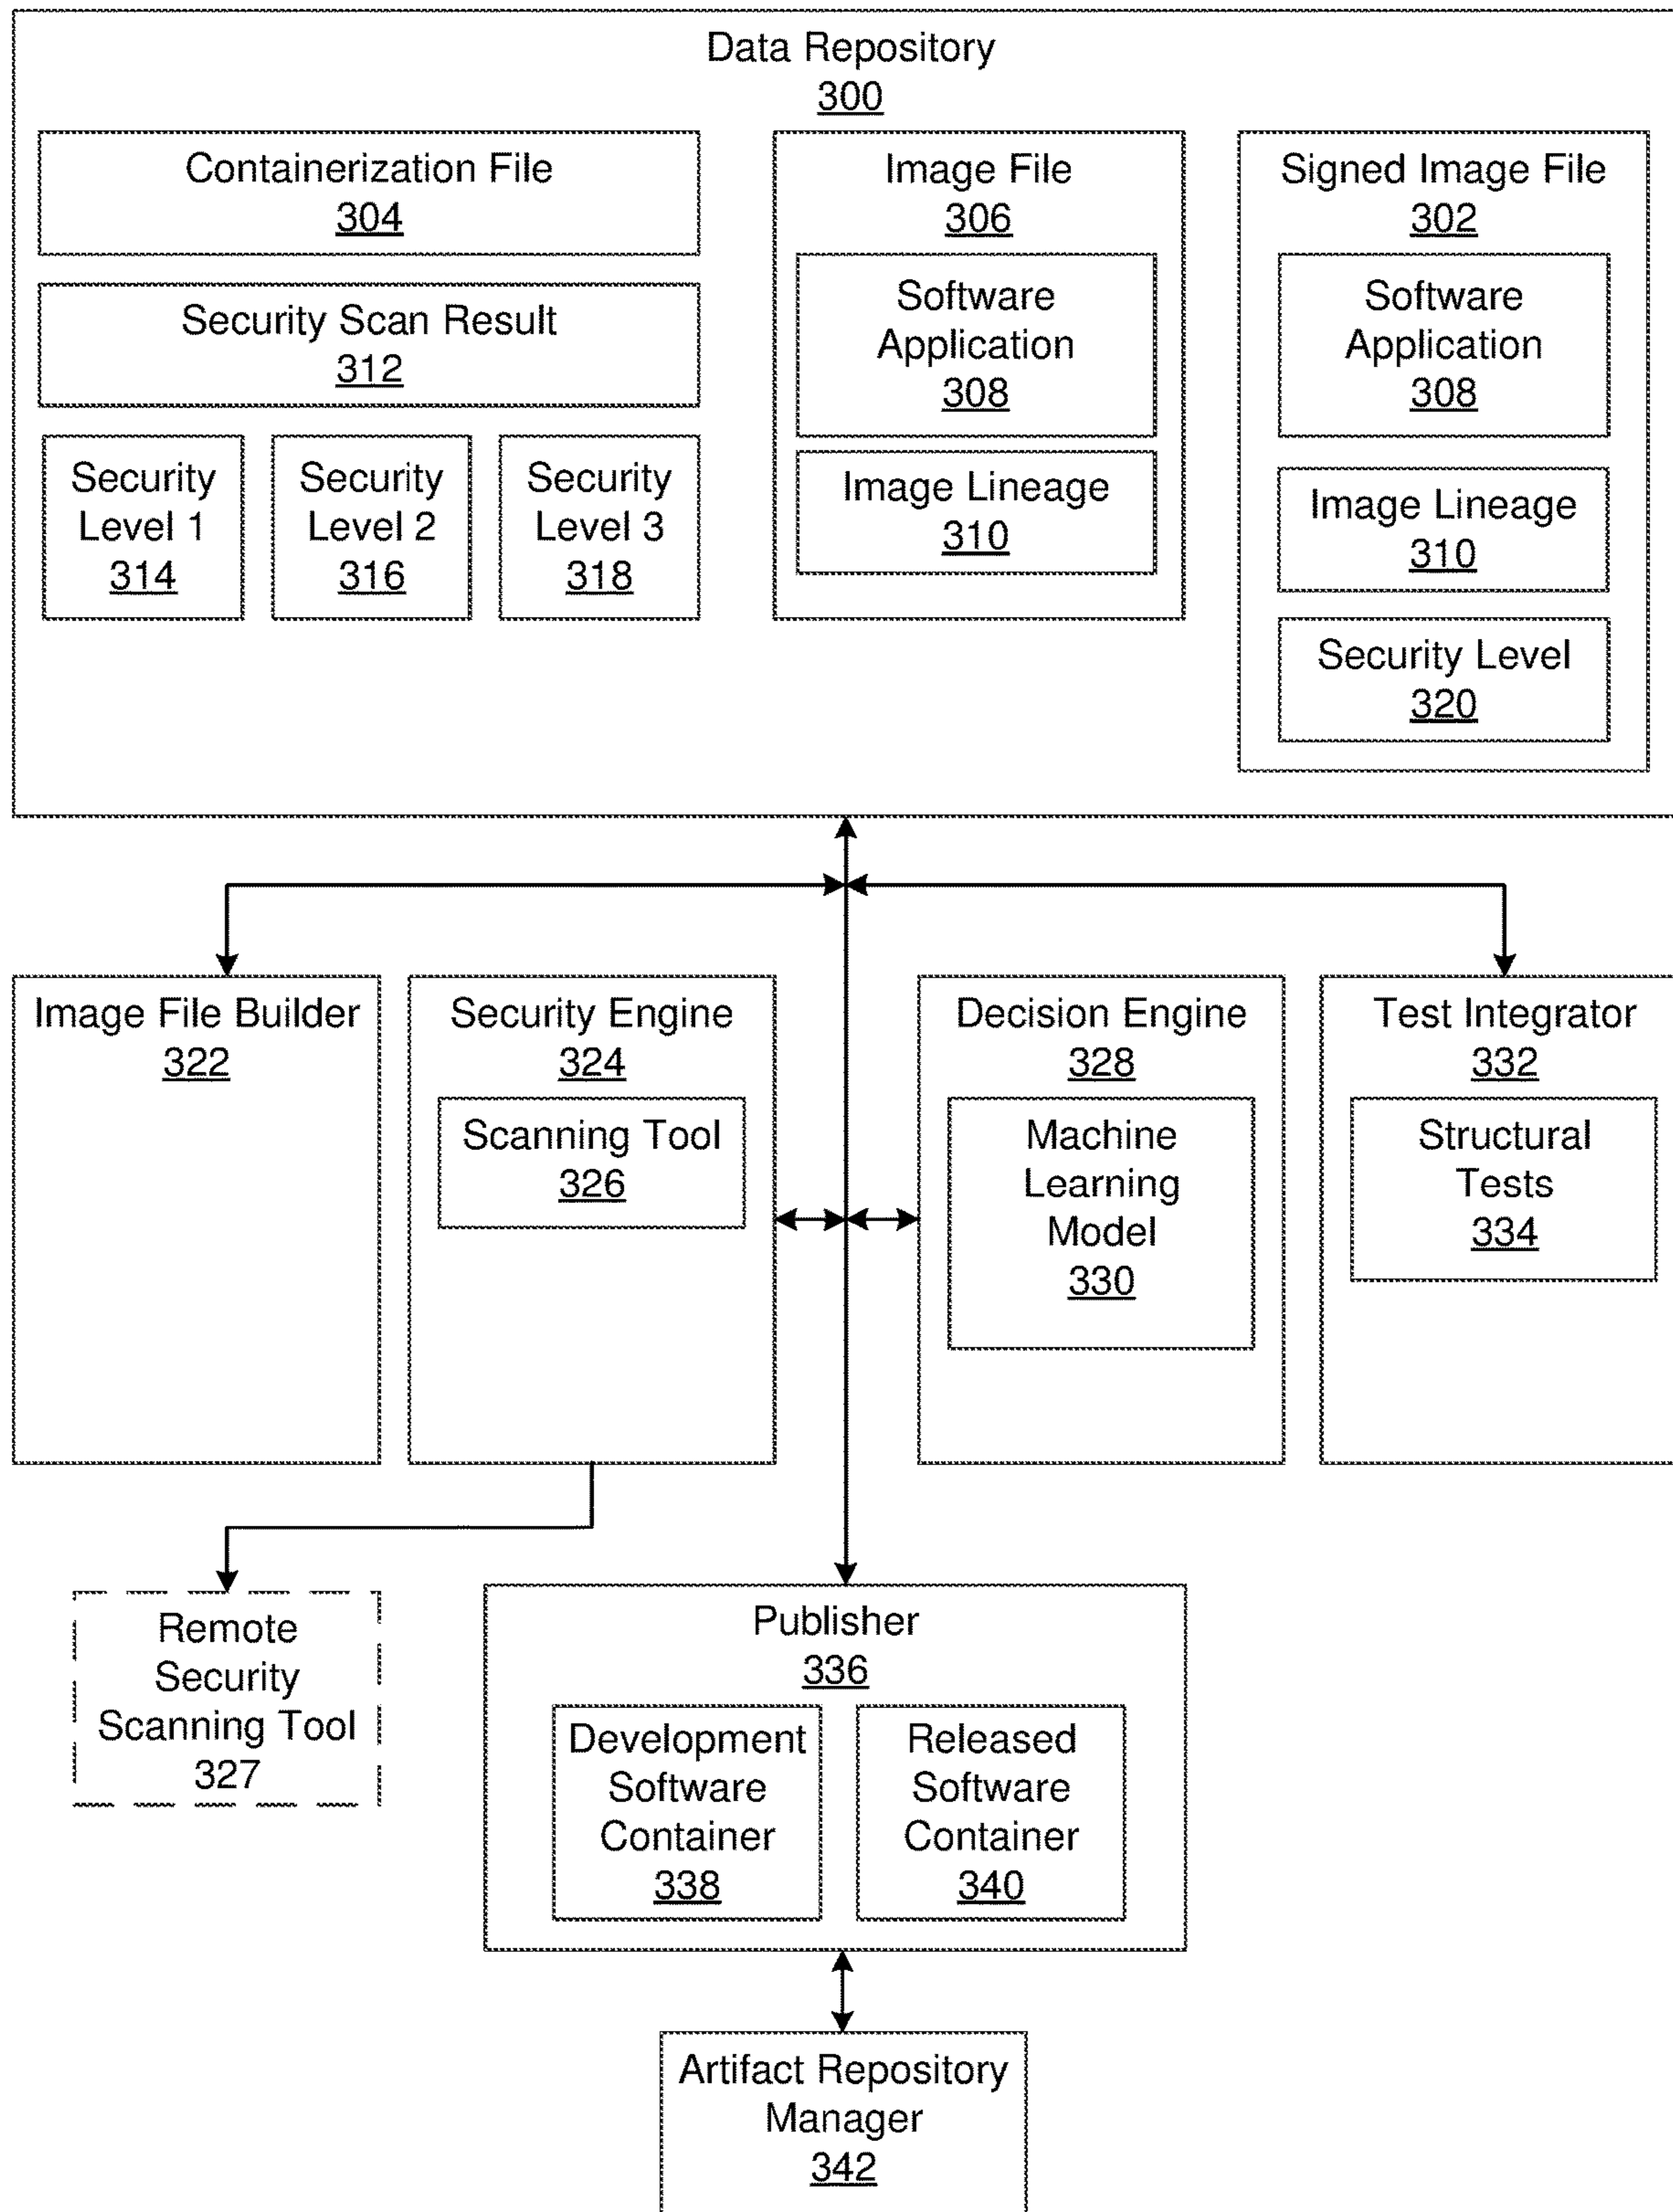 Data Repository
300
Containerization File
304
Security Scan Result
312
Security
Level 1
314
Security
Level 2
316
Security
Level 3
318
Image File
306
Software
Application
308
Image Lineage
310
Signed Image File
302
Software
Application
308
Image Lineage
310
Security Level
320
Image File Builder
322
Security Engine
324
Scanning Tool
326
Decision Engine
328
Machine
Learning
Model
330
Test Integrator
332
Structural
Tests
334
Remote
Security
Scanning Tool
327
Publisher
336
Development
Software
Container
338
Released
Software
Container
340
Artifact Repository
Manager
342